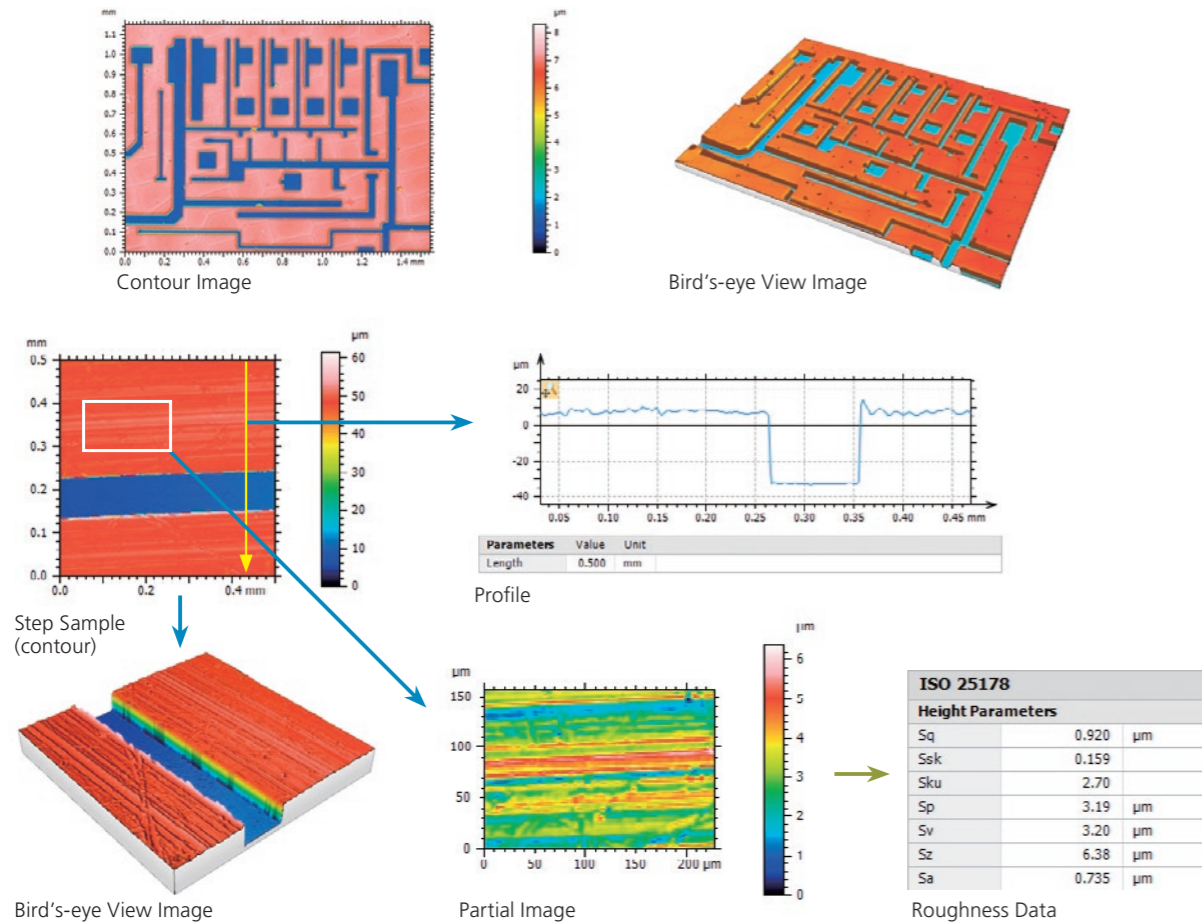 mm
1.1
1.0
0.9
0.8
0.7
0.6
0.5
0.4
0.3
0.2
0.1
0.0
0.0 0.2 0.4 0.6 0.8 1.0 1.2 1.4 mm
Contour Image
µm
8
7
6
5
4
3
2
1
0
Bird's-eye View Image
mm
0.5
0.4
0.3
0.2
0.1
0.0
0.0 0.2 0.4 mm
µm
60
50
40
30
20
10
0
Step Sample
(contour)
µm
20
0
-20
-40
0.05 0.10 0.15 0.20 0.25 0.30 0.35 0.40 0.45 mm
Parameters Value Unit
Length 0.500 mm
Profile
Bird's-eye View Image
µm
150
100
50
0
0 50 100 150 200 µm
µm
6
5
4
3
2
1
0
Partial Image
ISO 25178
Height Parameters
Sq 0.920 µm
Ssk 0.159
Sku 2.70
Sp 3.19 µm
Sv 3.20 µm
Sz 6.38 µm
Sa 0.735 µm
Roughness Data